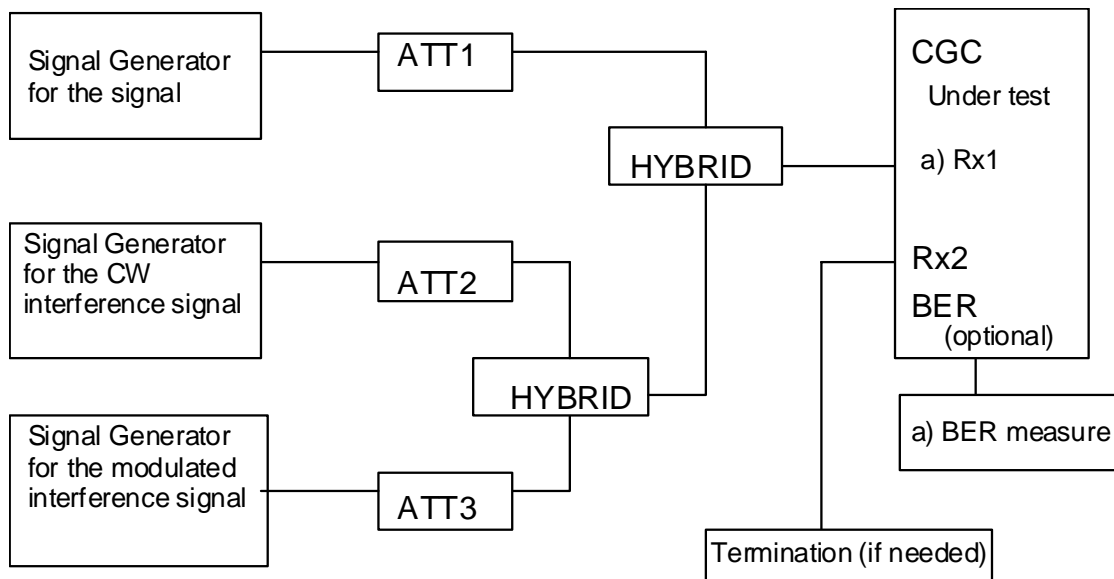 Signal Generator
for the signal
ATT1
HYBRID
CGC
Under test
a) Rx1
Rx2
BER
(optional)
Signal Generator
for the CW
interference signal
ATT2
HYBRID
Signal Generator
for the modulated
interference signal
ATT3
a) BER measure
Termination (if needed)